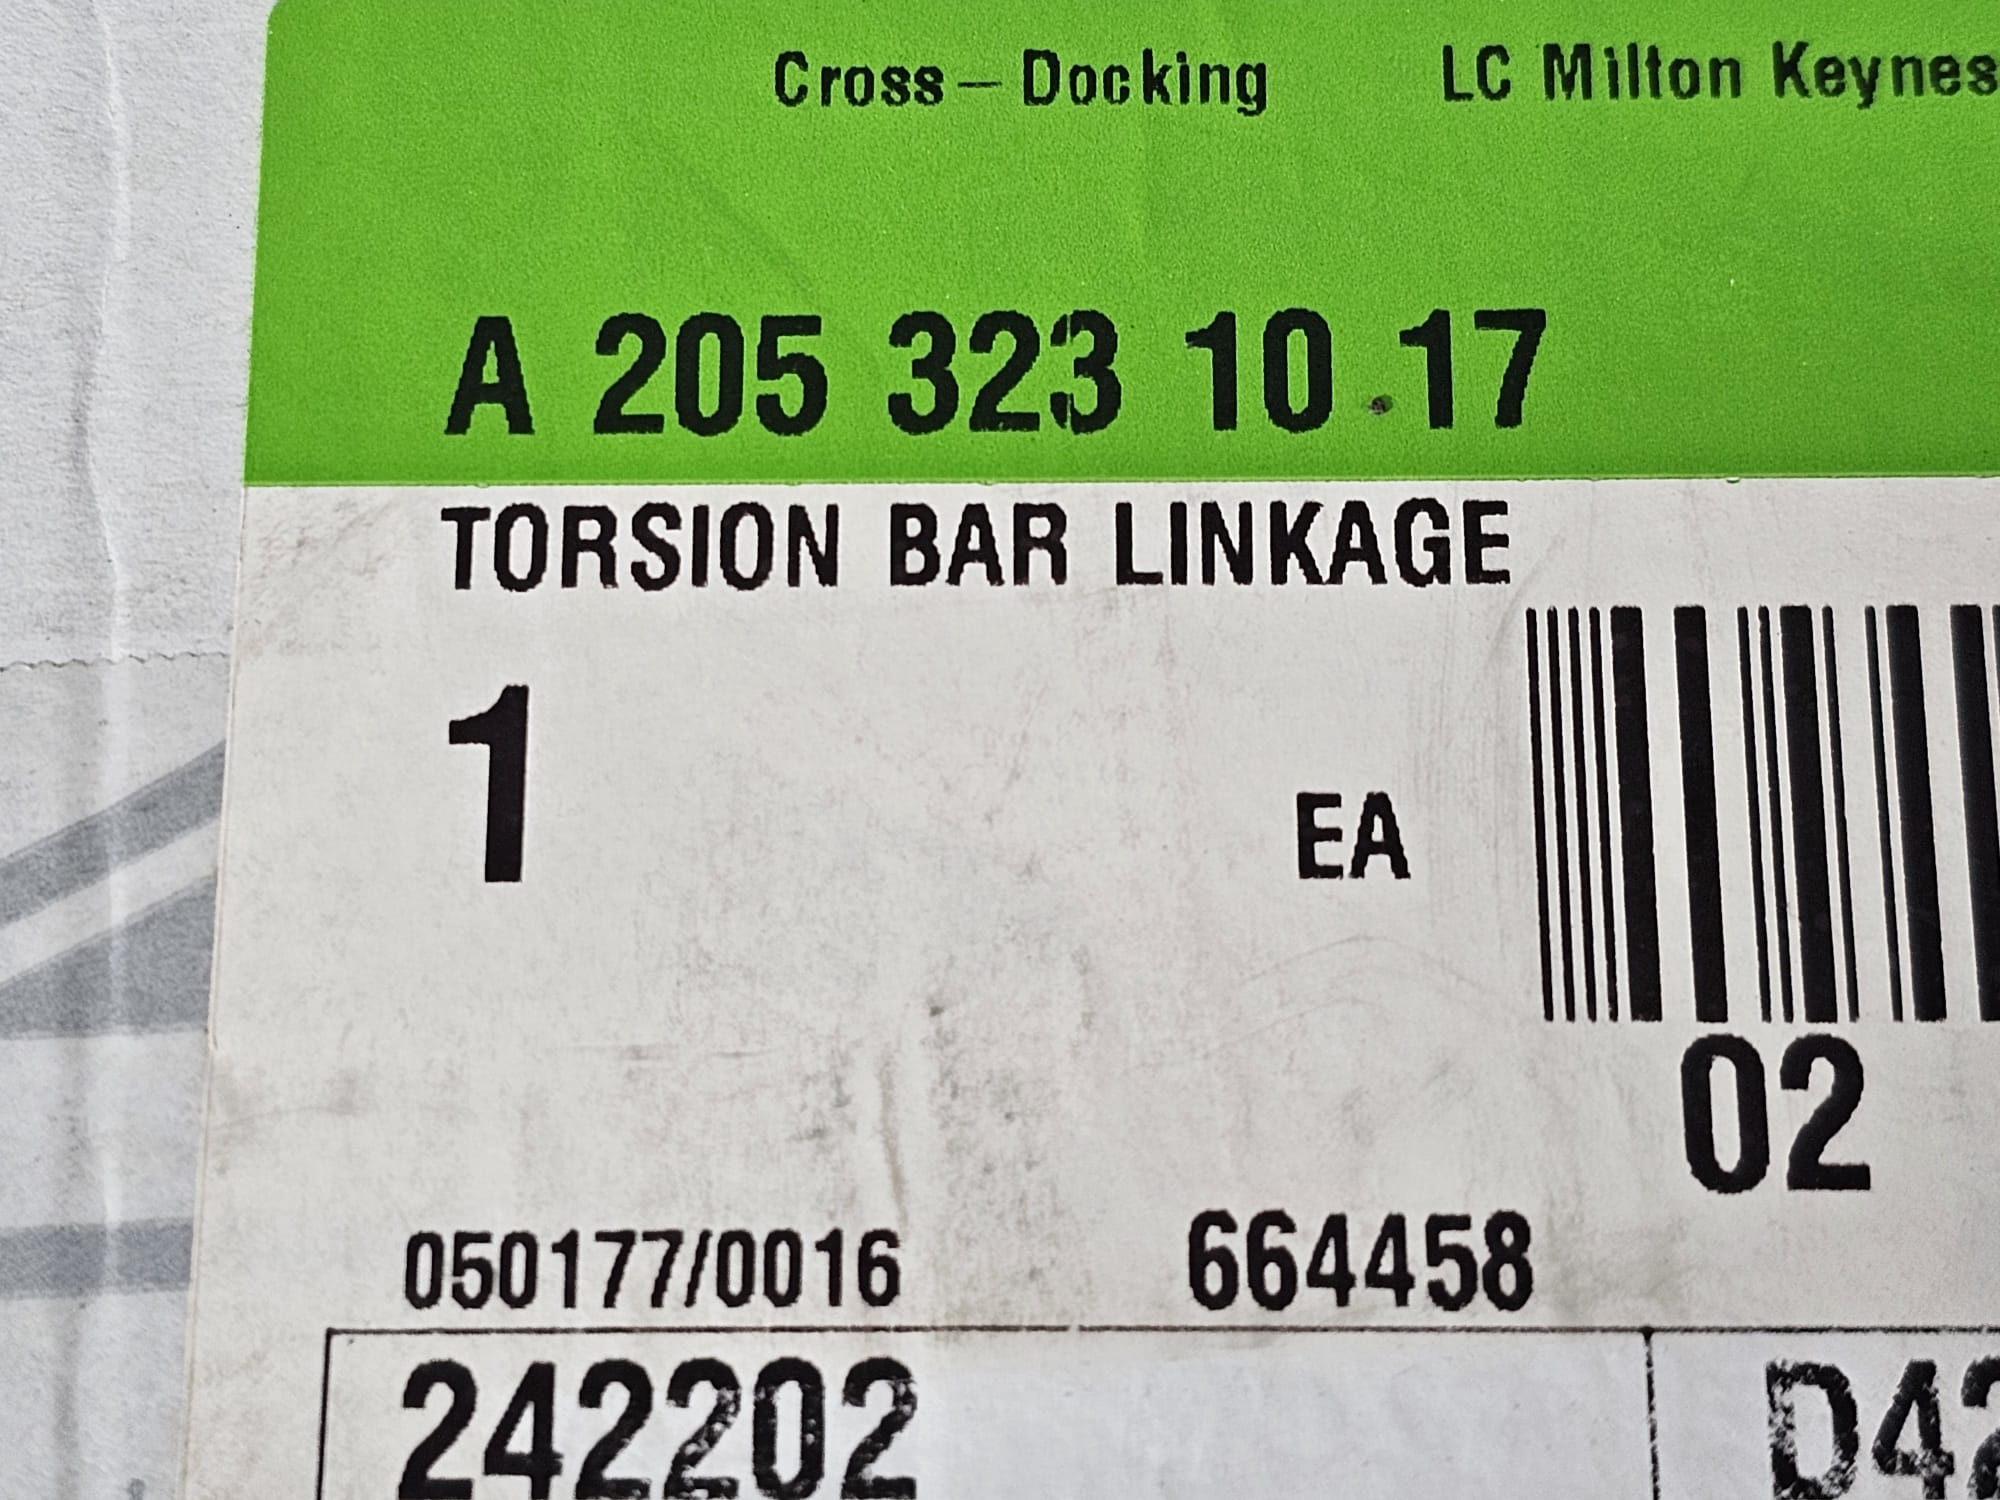 Cross - Docking LC Milton Keynes
A 205 323 10 17
TORSION BAR LINKAGE
1 EA
02
050177/0016 664458
242202